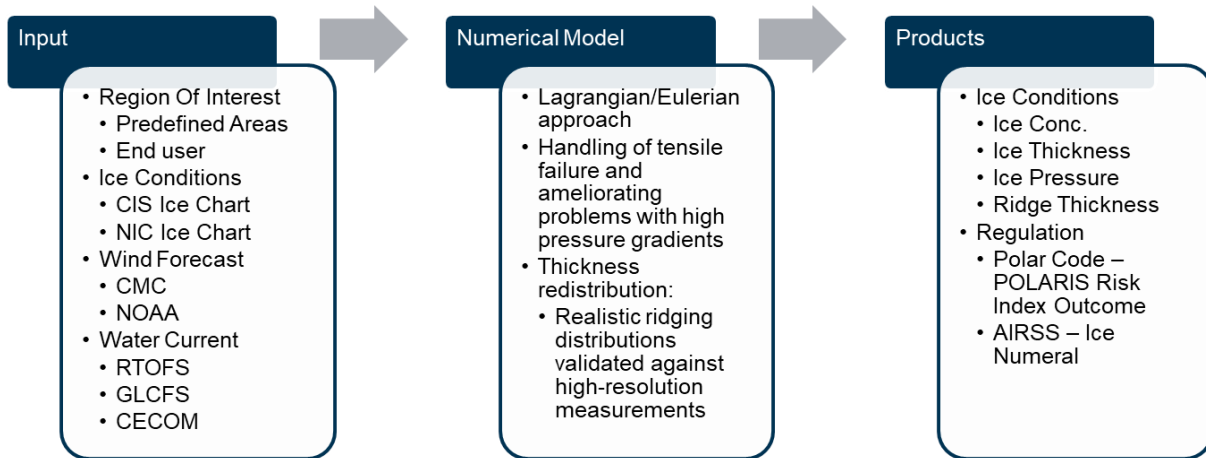 Input
• Region Of Interest
• Predefined Areas
• End user
• Ice Conditions
• CIS Ice Chart
• NIC Ice Chart
• Wind Forecast
• CMC
• NOAA
• Water Current
• RTOFS
• GLCFS
• CECOM
Numerical Model
• Lagrangian/Eulerian
approach
• Handling of tensile
failure and
ameliorating
problems with high
pressure gradients
• Thickness
redistribution:
• Realistic ridging
distributions
validated against
high-resolution
measurements
Products
• Ice Conditions
• Ice Conc.
• Ice Thickness
• Ice Pressure
• Ridge Thickness
• Regulation
• Polar Code –
POLARIS Risk
Index Outcome
• AIRSS – Ice
Numeral